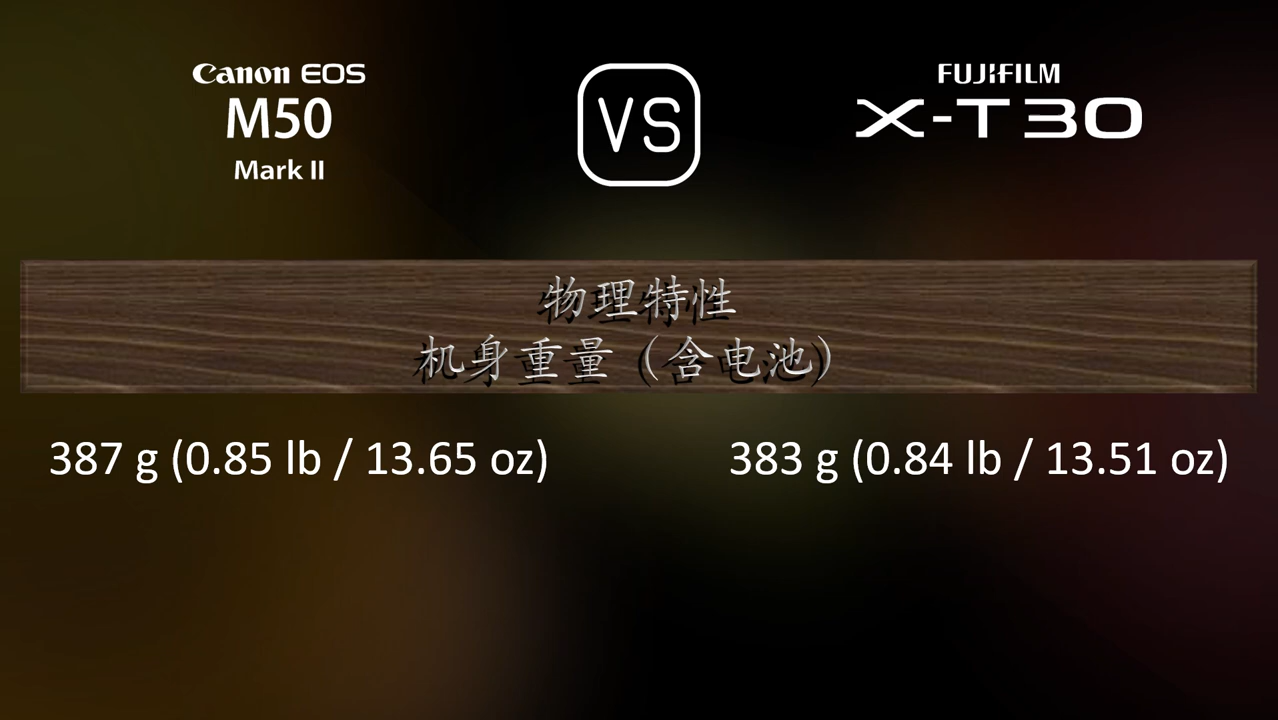 Canon EOS
M50
Mark II
VS
FUJIFILM
X-T30
物理特性
机身重量（含电池）
387 g (0.85 lb / 13.65 oz)
383 g (0.84 lb / 13.51 oz)